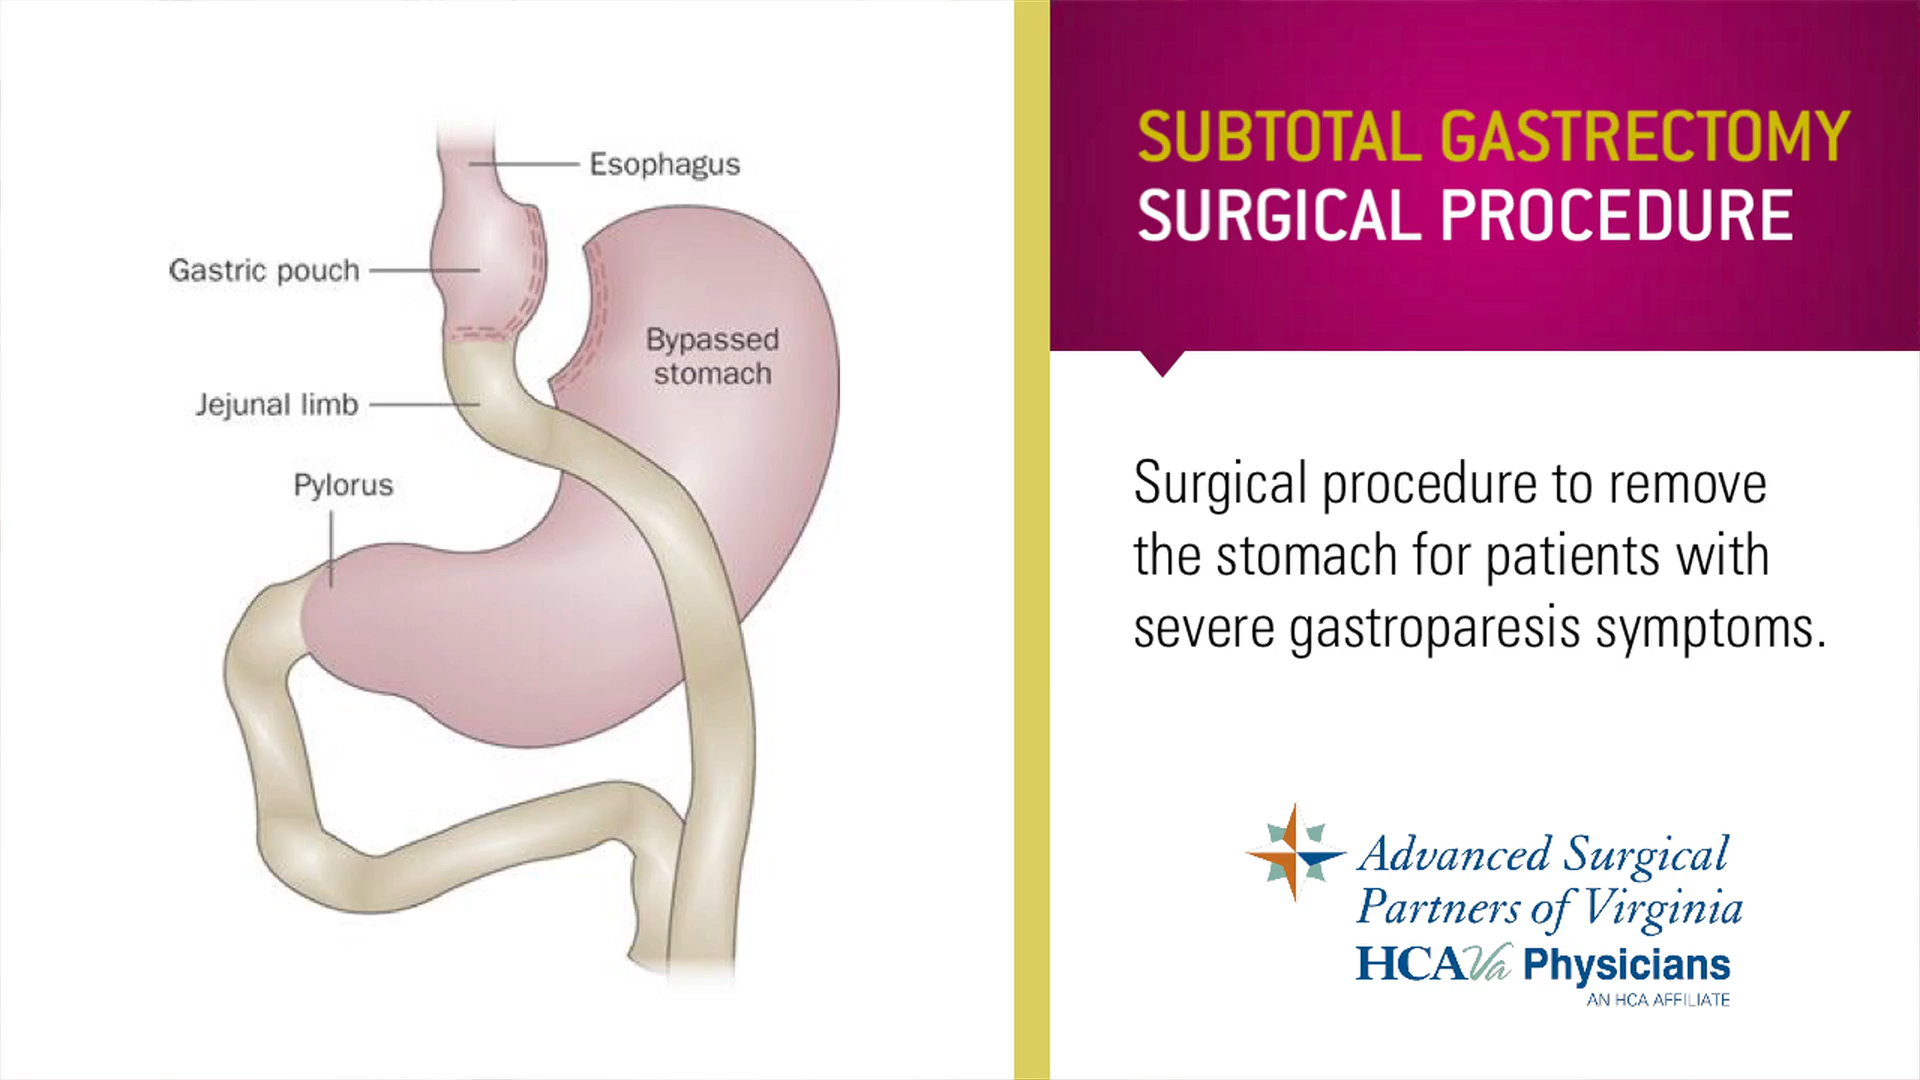 Esophagus
Gastric pouch
Bypassed
stomach
Jejunal limb
Pylorus
SUBTOTAL GASTRECTOMY
SURGICAL PROCEDURE
Surgical procedure to remove
the stomach for patients with
severe gastroparesis symptoms.
Advanced Surgical
Partners of Virginia
HCAVa Physicians
AN HCA AFFILIATE